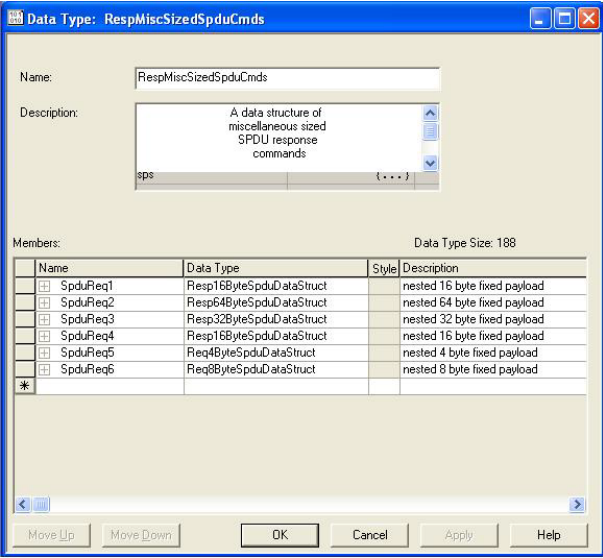 Data Type: RespMiscSizedSpduCmds
Name:
RespMiscSizedSpduCmds
Description:
A data structure of
miscellaneous sized
SPDU response
commands
sps {...}
Members: Data Type Size: 188
Name Data Type Style Description
SpduReq1 Resp16ByteSpduDataStruct nested 16 byte fixed payload
SpduReq2 Resp64ByteSpduDataStruct nested 64 byte fixed payload
SpduReq3 Resp32ByteSpduDataStruct nested 32 byte fixed payload
SpduReq4 Resp16ByteSpduDataStruct nested 16 byte fixed payload
SpduReq5 Req4ByteSpduDataStruct nested 4 byte fixed payload
SpduReq6 Req8ByteSpduDataStruct nested 8 byte fixed payload
Move Up Move Down OK Cancel Apply Help